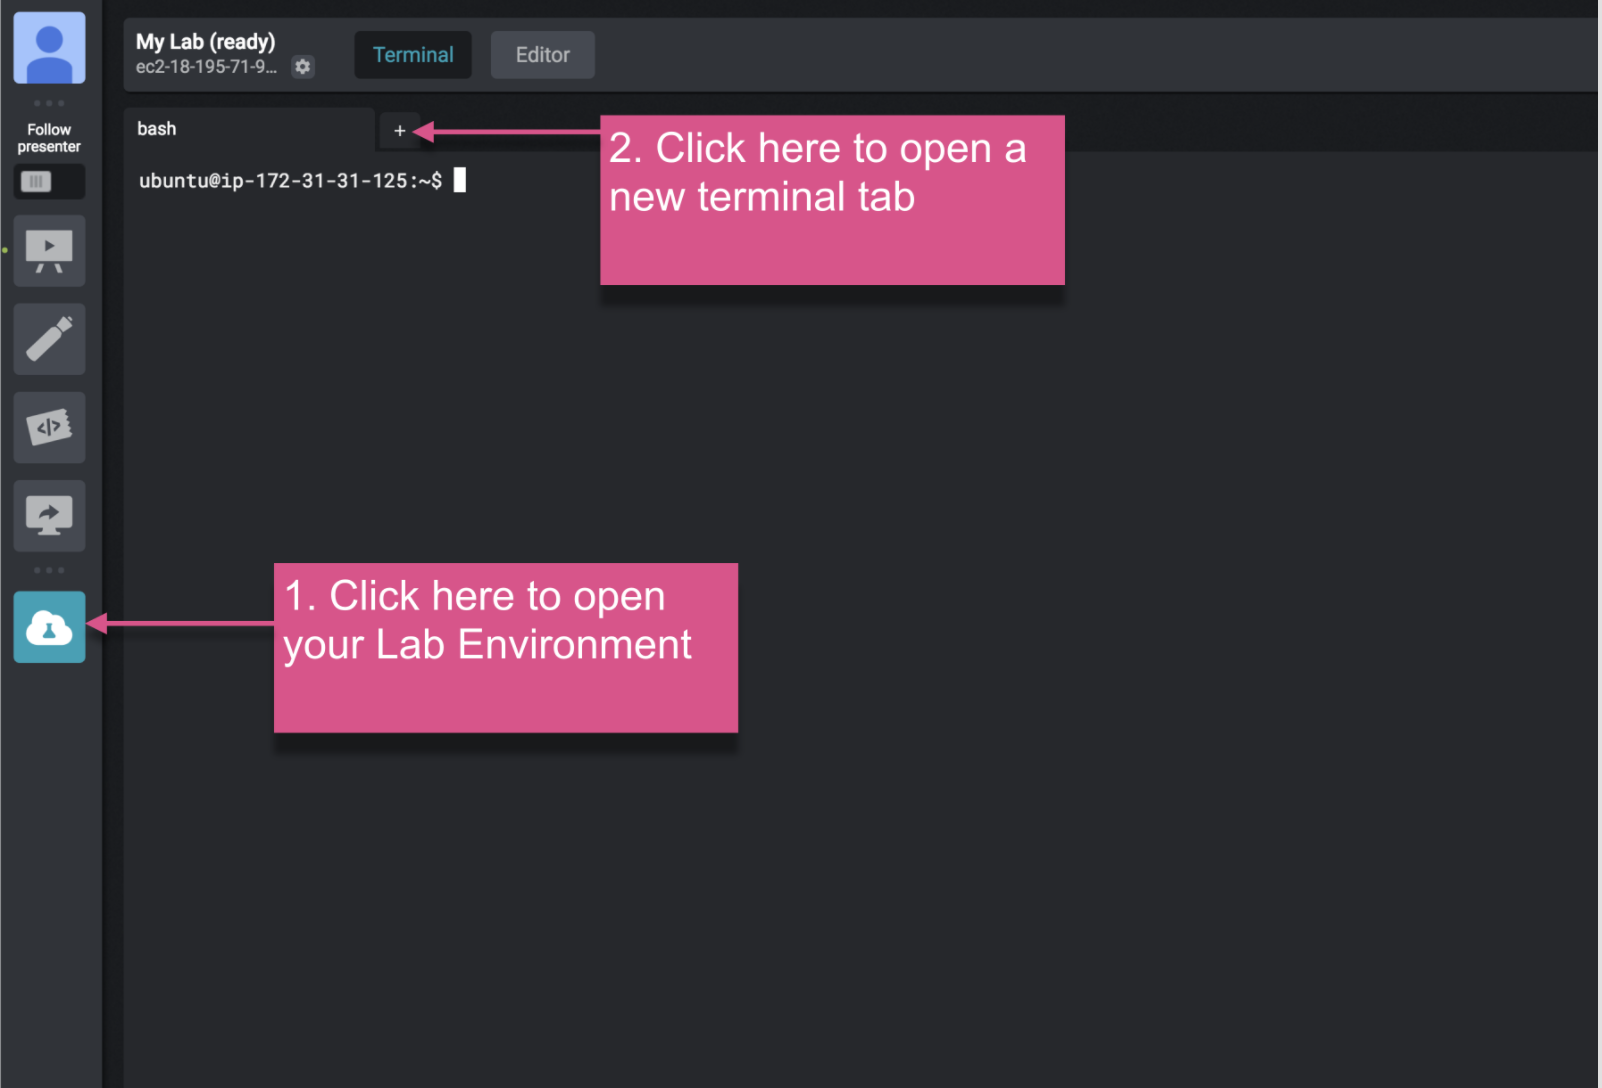 My Lab (ready)
ec2-18-195-71-9...
Terminal
Editor
Follow
presenter
bash
+
ubuntu@ip-172-31-31-125:~$
2. Click here to open a
new terminal tab
</>
1. Click here to open
your Lab Environment